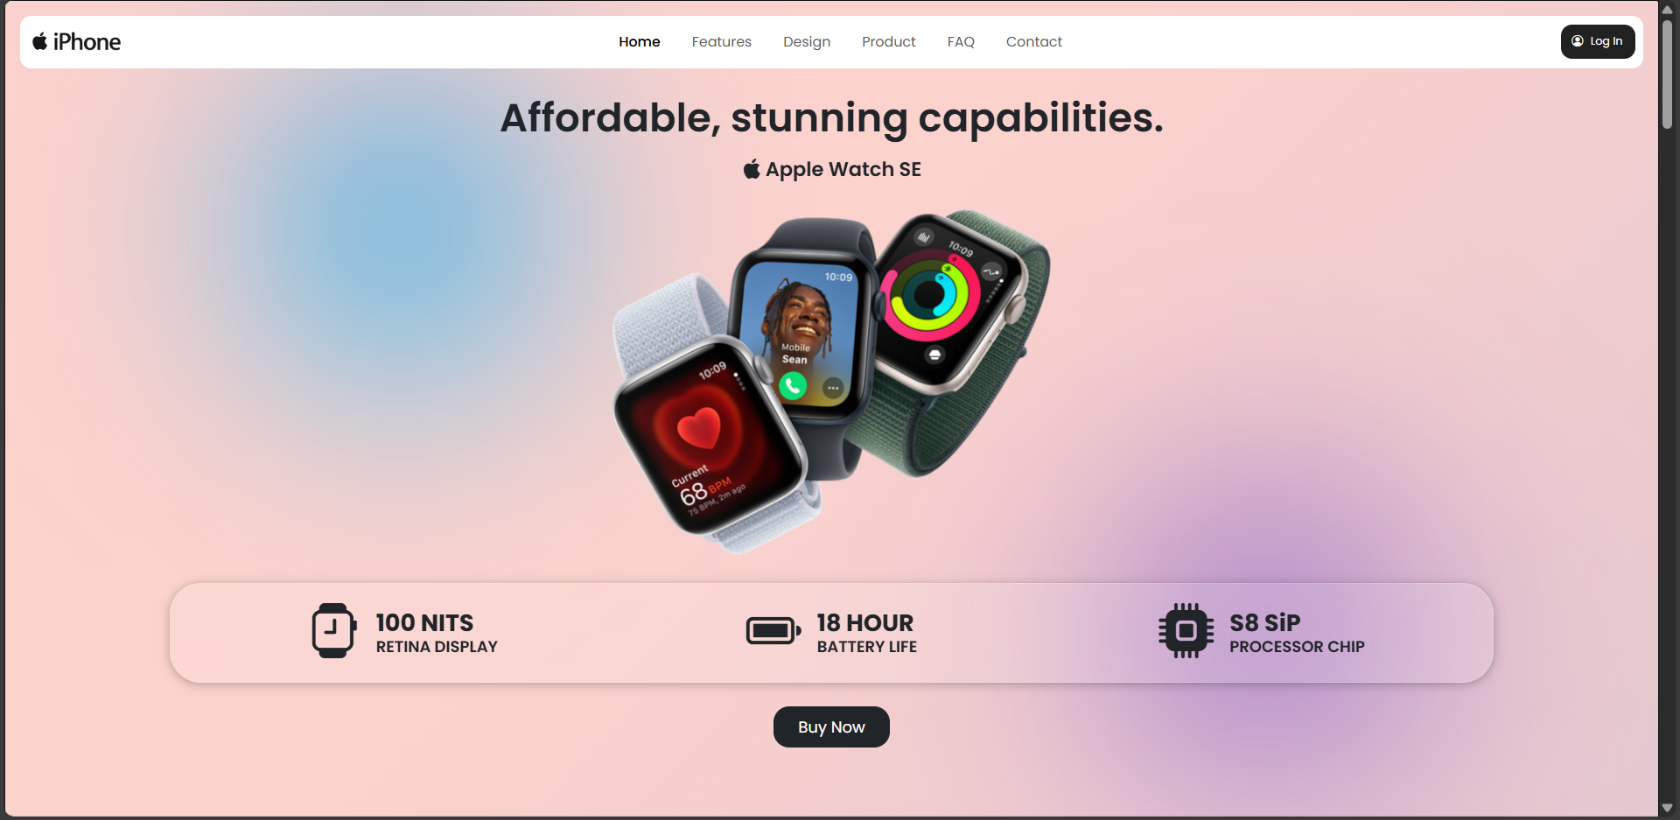 iPhone
Home Features Design Product FAQ Contact
Log In
Affordable, stunning capabilities.
Apple Watch SE
10:09
10:09
Mobile
Sean
10:09
Current
68 BPM
75 BPM, 2m ago
100 NITS
RETINA DISPLAY
18 HOUR
BATTERY LIFE
S8 SiP
PROCESSOR CHIP
Buy Now